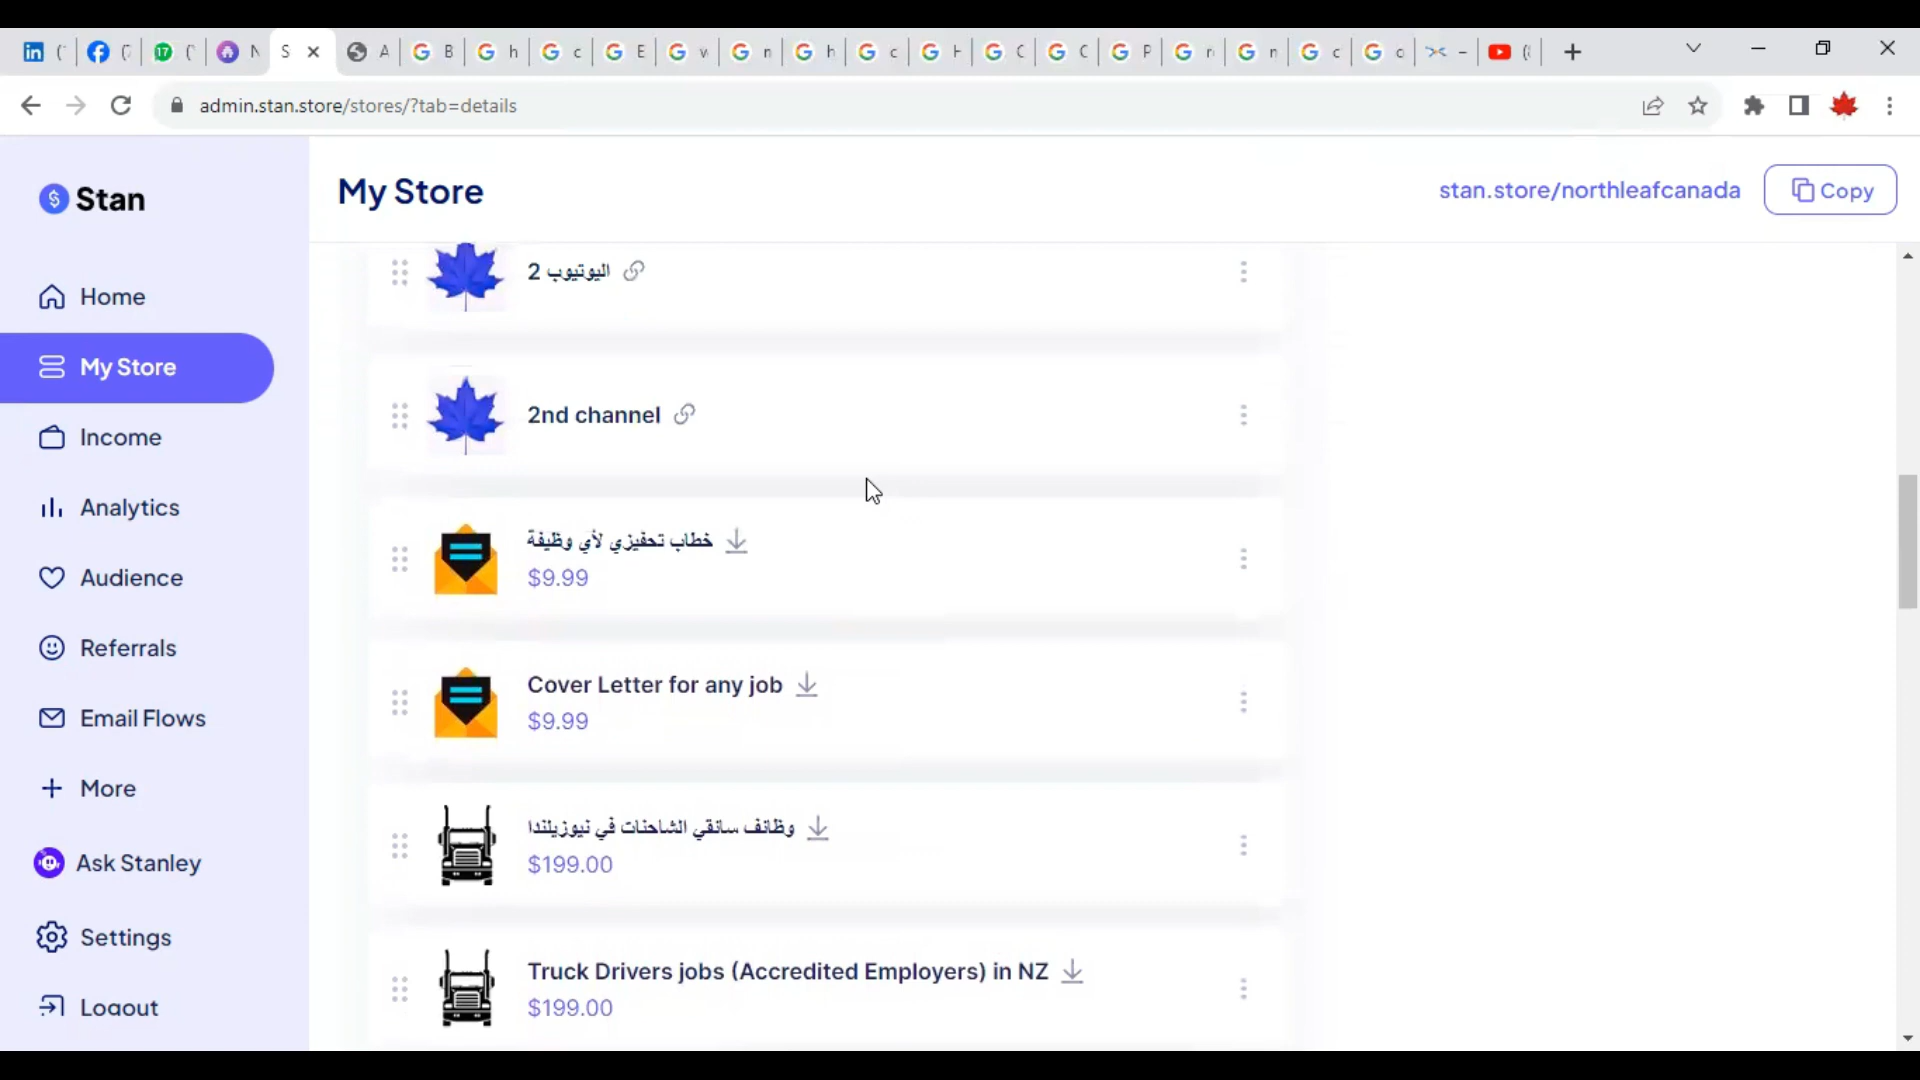 17
S
A
B
h
c
E
v
n
h
c
H
C
C
P
n
n
c
c
admin.stan.store/stores/?tab=details
Stan
My Store
stan.store/northleafcanada
Copy
Home
My Store
Income
Analytics
Audience
Referrals
Email Flows
More
Ask Stanley
Settings
Logout
اليوتيوب 2
2nd channel
خطاب تحفيزي لأي وظيفة
$9.99
Cover Letter for any job
$9.99
وظائف سائقي الشاحنات في نيوزيلندا
$199.00
Truck Drivers jobs (Accredited Employers) in NZ
$199.00